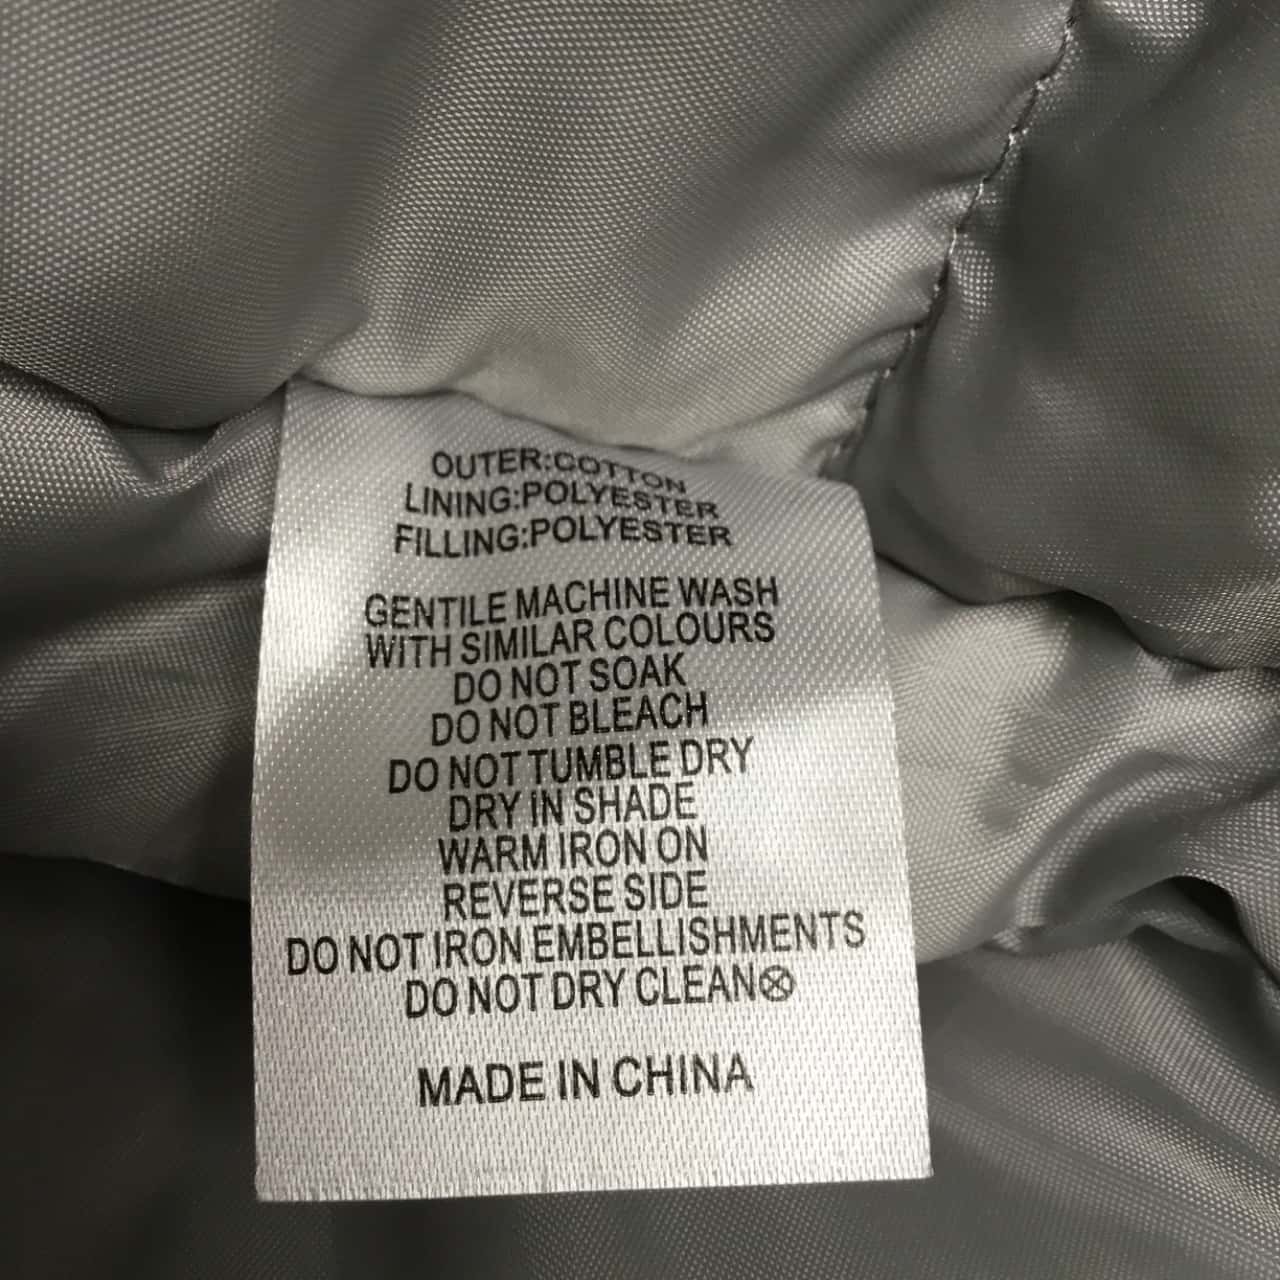 OUTER:COTTON
LINING:POLYESTER
FILLING:POLYESTER
GENTILE MACHINE WASH
WITH SIMILAR COLOURS
DO NOT SOAK
DO NOT BLEACH
DO NOT TUMBLE DRY
DRY IN SHADE
WARM IRON ON
REVERSE SIDE
DO NOT IRON EMBELLISHMENTS
DO NOT DRY CLEAN
MADE IN CHINA